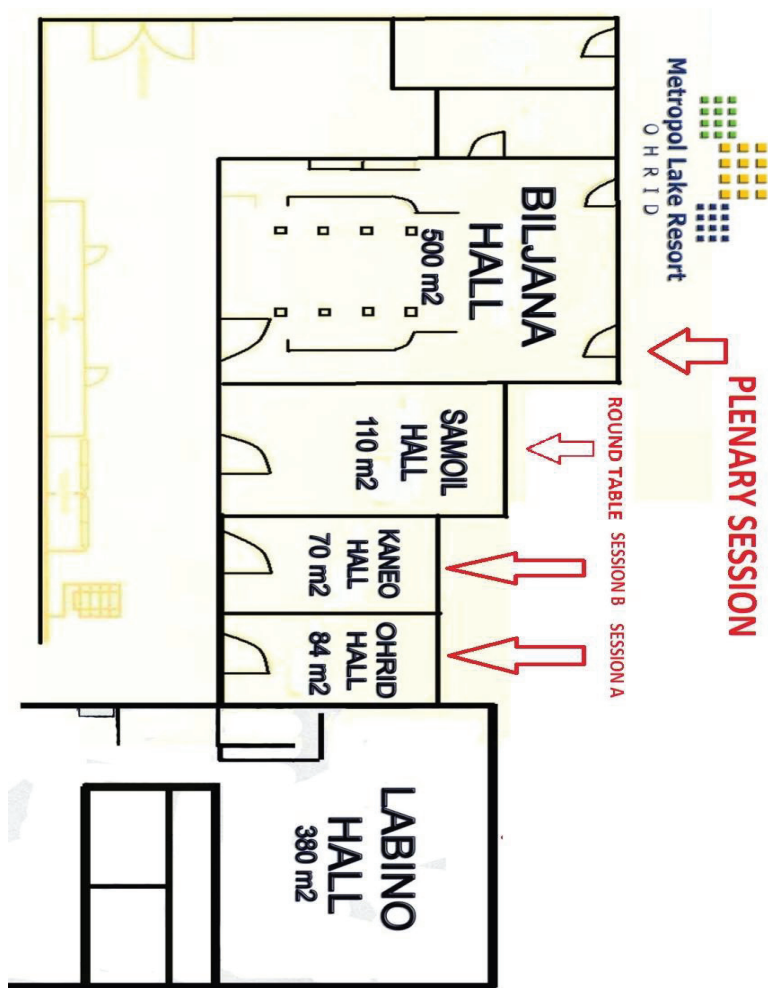 Metropol Lake Resort
OHRID
PLENARY SESSION
ROUND TABLE SESSION B SESSION A
BILJANA
HALL
500 m2
SAMOIL
HALL
110 m2
KANEO
HALL
70 m2
OHRID
HALL
84 m2
LABINO
HALL
380 m2